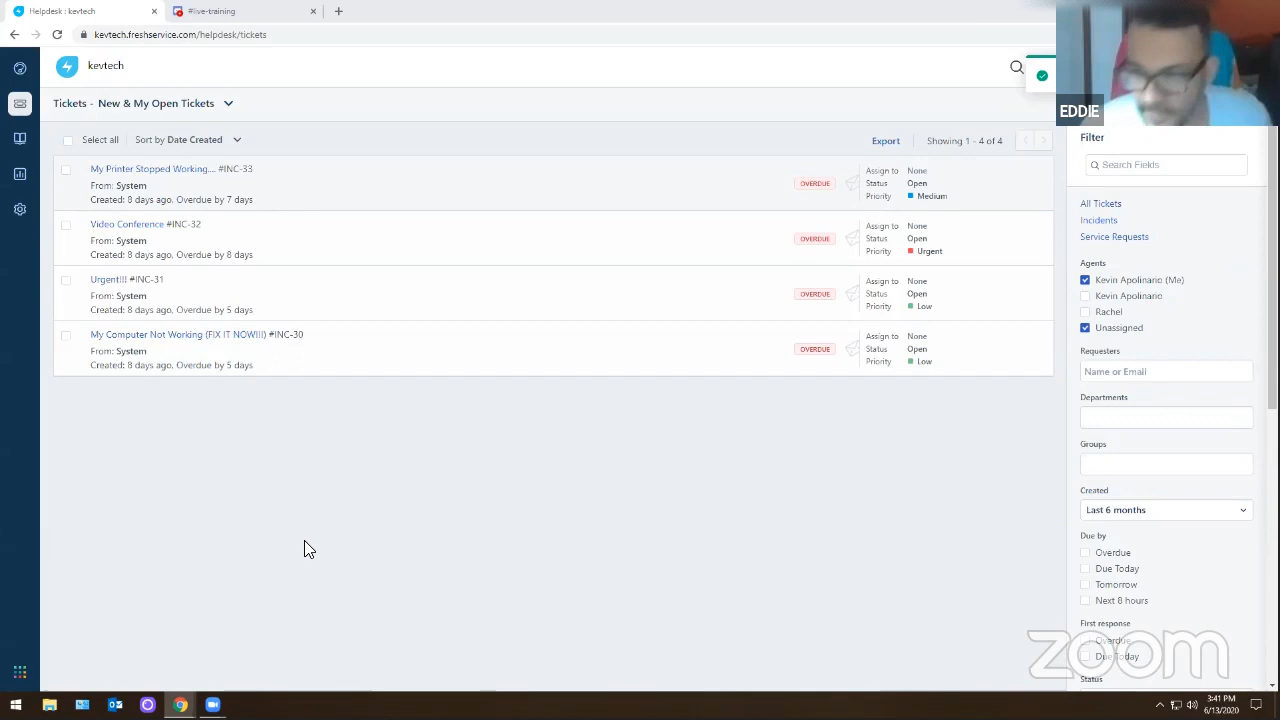 Helpdesk : kevtech
#live-training
kevtech.freshservice.com/helpdesk/tickets
kevtech
EDDIE
Tickets - New & My Open Tickets
Select all
Sort by Date Created
Export
Showing 1 - 4 of 4
My Printer Stopped Working.... #INC-33
From: System
Created: 8 days ago, Overdue by 7 days
OVERDUE
Assign to None
Status Open
Priority Medium
Video Conference #INC-32
From: System
Created: 8 days ago, Overdue by 8 days
OVERDUE
Assign to None
Status Open
Priority Urgent
Urgent!!! #INC-31
From: System
Created: 8 days ago, Overdue by 5 days
OVERDUE
Assign to None
Status Open
Priority Low
My Computer Not Working (FIX IT NOW!!!) #INC-30
From: System
Created: 8 days ago, Overdue by 5 days
OVERDUE
Assign to None
Status Open
Priority Low
Filter
Search Fields
All Tickets
Incidents
Service Requests
Agents
Kevin Apolinario (Me)
Kevin Apolinario
Rachel
Unassigned
Requesters
Name or Email
Departments
Groups
Created
Last 6 months
Due by
Overdue
Due Today
Tomorrow
Next 8 hours
First response
Overdue
Due Today
Status
zoom
3:41 PM
6/13/2020